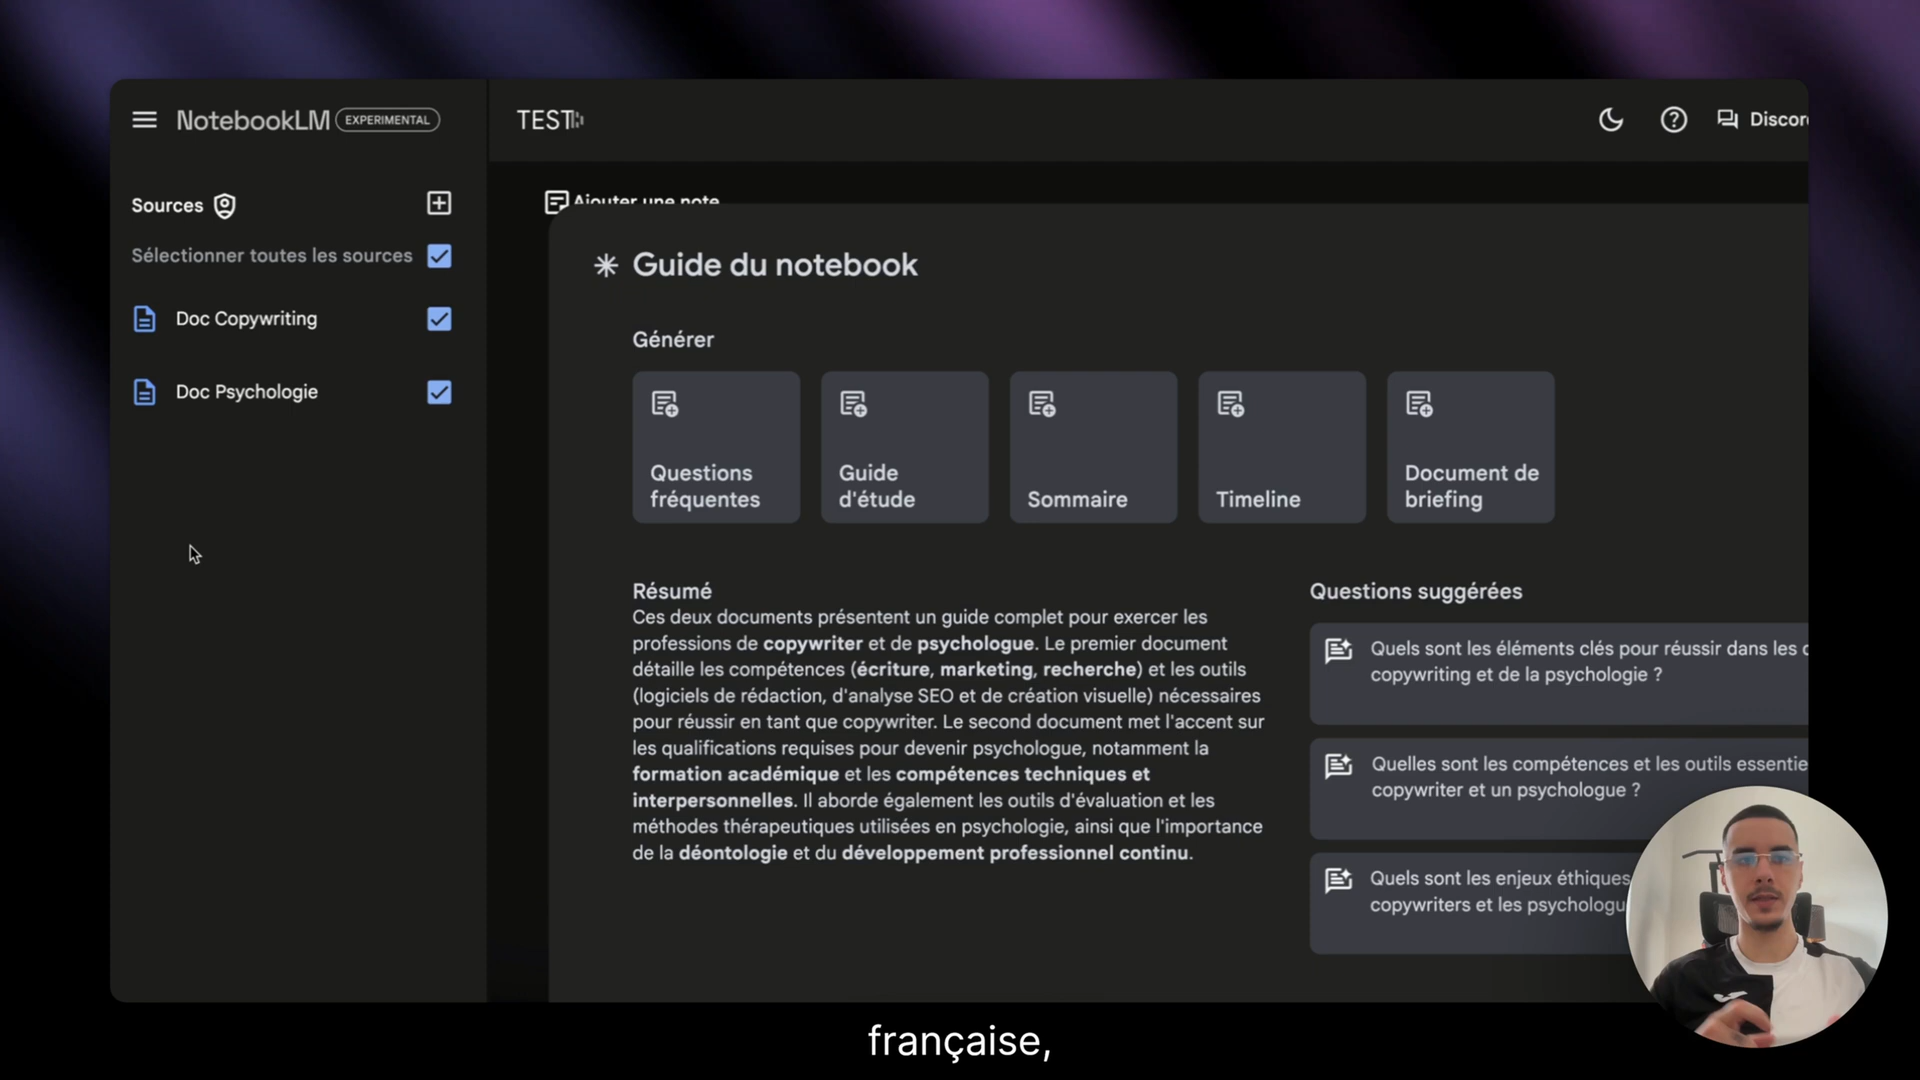 NotebookLM EXPERIMENTAL
TEST
Discor
Sources
Sélectionner toutes les sources
Doc Copywriting
Doc Psychologie
Ajouter une note
Guide du notebook
Générer
Questions
fréquentes
Guide
d'étude
Sommaire
Timeline
Document de
briefing
Résumé
Ces deux documents présentent un guide complet pour exercer les
professions de copywriter et de psychologue. Le premier document
détaille les compétences (écriture, marketing, recherche) et les outils
(logiciels de rédaction, d'analyse SEO et de création visuelle) nécessaires
pour réussir en tant que copywriter. Le second document met l'accent sur
les qualifications requises pour devenir psychologue, notamment la
formation académique et les compétences techniques et
interpersonnelles. Il aborde également les outils d'évaluation et les
méthodes thérapeutiques utilisées en psychologie, ainsi que l'importance
de la déontologie et du développement professionnel continu.
Questions suggérées
Quels sont les éléments clés pour réussir dans les
copywriting et de la psychologie ?
Quelles sont les compétences et les outils essentie
copywriter et un psychologue ?
Quels sont les enjeux éthiques
copywriters et les psychologu
française,